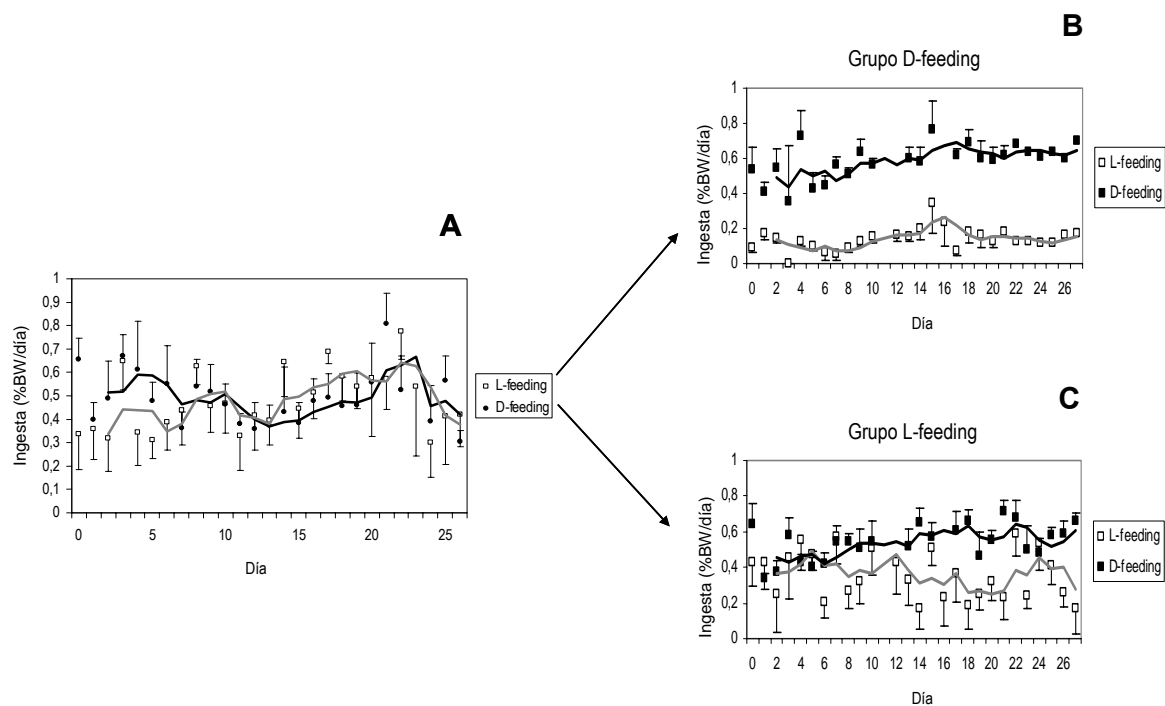 A
Ingesta (%BW/día)
1
0,9
0,8
0,7
0,6
0,5
0,4
0,3
0,2
0,1
0
0 5 10 15 20 25
Día
L-feeding
D-feeding
B
Grupo D-feeding
Ingesta (%BW/día)
1
0,8
0,6
0,4
0,2
0
0 2 4 6 8 10 12 14 16 18 20 22 24 26
Día
L-feeding
D-feeding
C
Grupo L-feeding
Ingesta (%BW/día)
1
0,8
0,6
0,4
0,2
0
0 2 4 6 8 10 12 14 16 18 20 22 24 26
Día
L-feeding
D-feeding